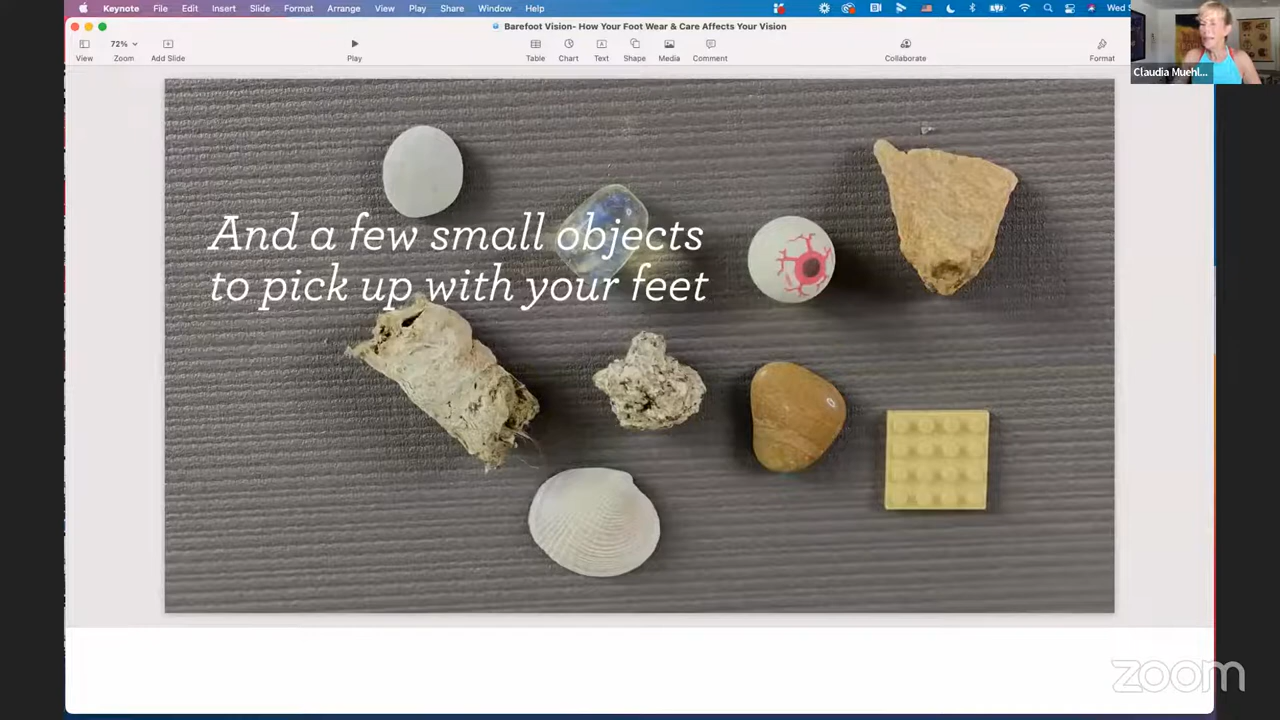 Keynote File Edit Insert Slide Format Arrange View Play Share Window Help Wed S
Barefoot Vision- How Your Foot Wear & Care Affects Your Vision
72%
View Zoom Add Slide Play Table Chart Text Shape Media Comment Collaborate Format
Claudia Muehl...
And a few small objects
to pick up with your feet
zoom